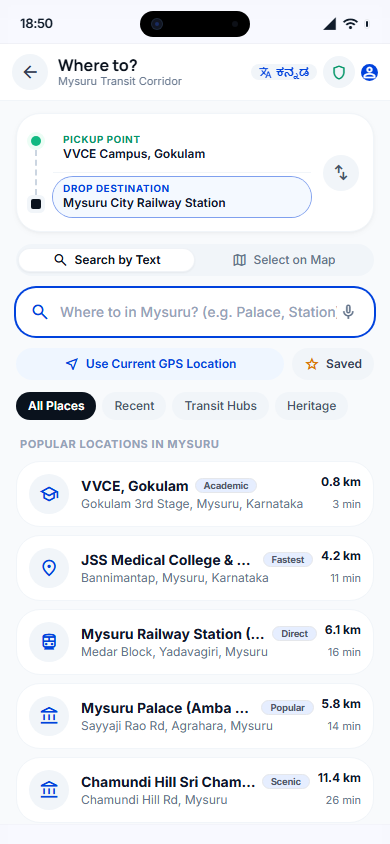 18:50
Where to?
Mysuru Transit Corridor
ಕನ್ನಡ
PICKUP POINT
VVCE Campus, Gokulam
DROP DESTINATION
Mysuru City Railway Station
Search by Text
Select on Map
Where to in Mysuru? (e.g. Palace, Station
Use Current GPS Location
Saved
All Places
Recent
Transit Hubs
Heritage
POPULAR LOCATIONS IN MYSURU
VVCE, Gokulam Academic 0.8 km
Gokulam 3rd Stage, Mysuru, Karnataka 3 min
JSS Medical College & ... Fastest 4.2 km
Bannimantap, Mysuru, Karnataka 11 min
Mysuru Railway Station (... Direct 6.1 km
Medar Block, Yadavagiri, Mysuru 16 min
Mysuru Palace (Amba ... Popular 5.8 km
Sayyaji Rao Rd, Agrahara, Mysuru 14 min
Chamundi Hill Sri Cham... Scenic 11.4 km
Chamundi Hill Rd, Mysuru 26 min